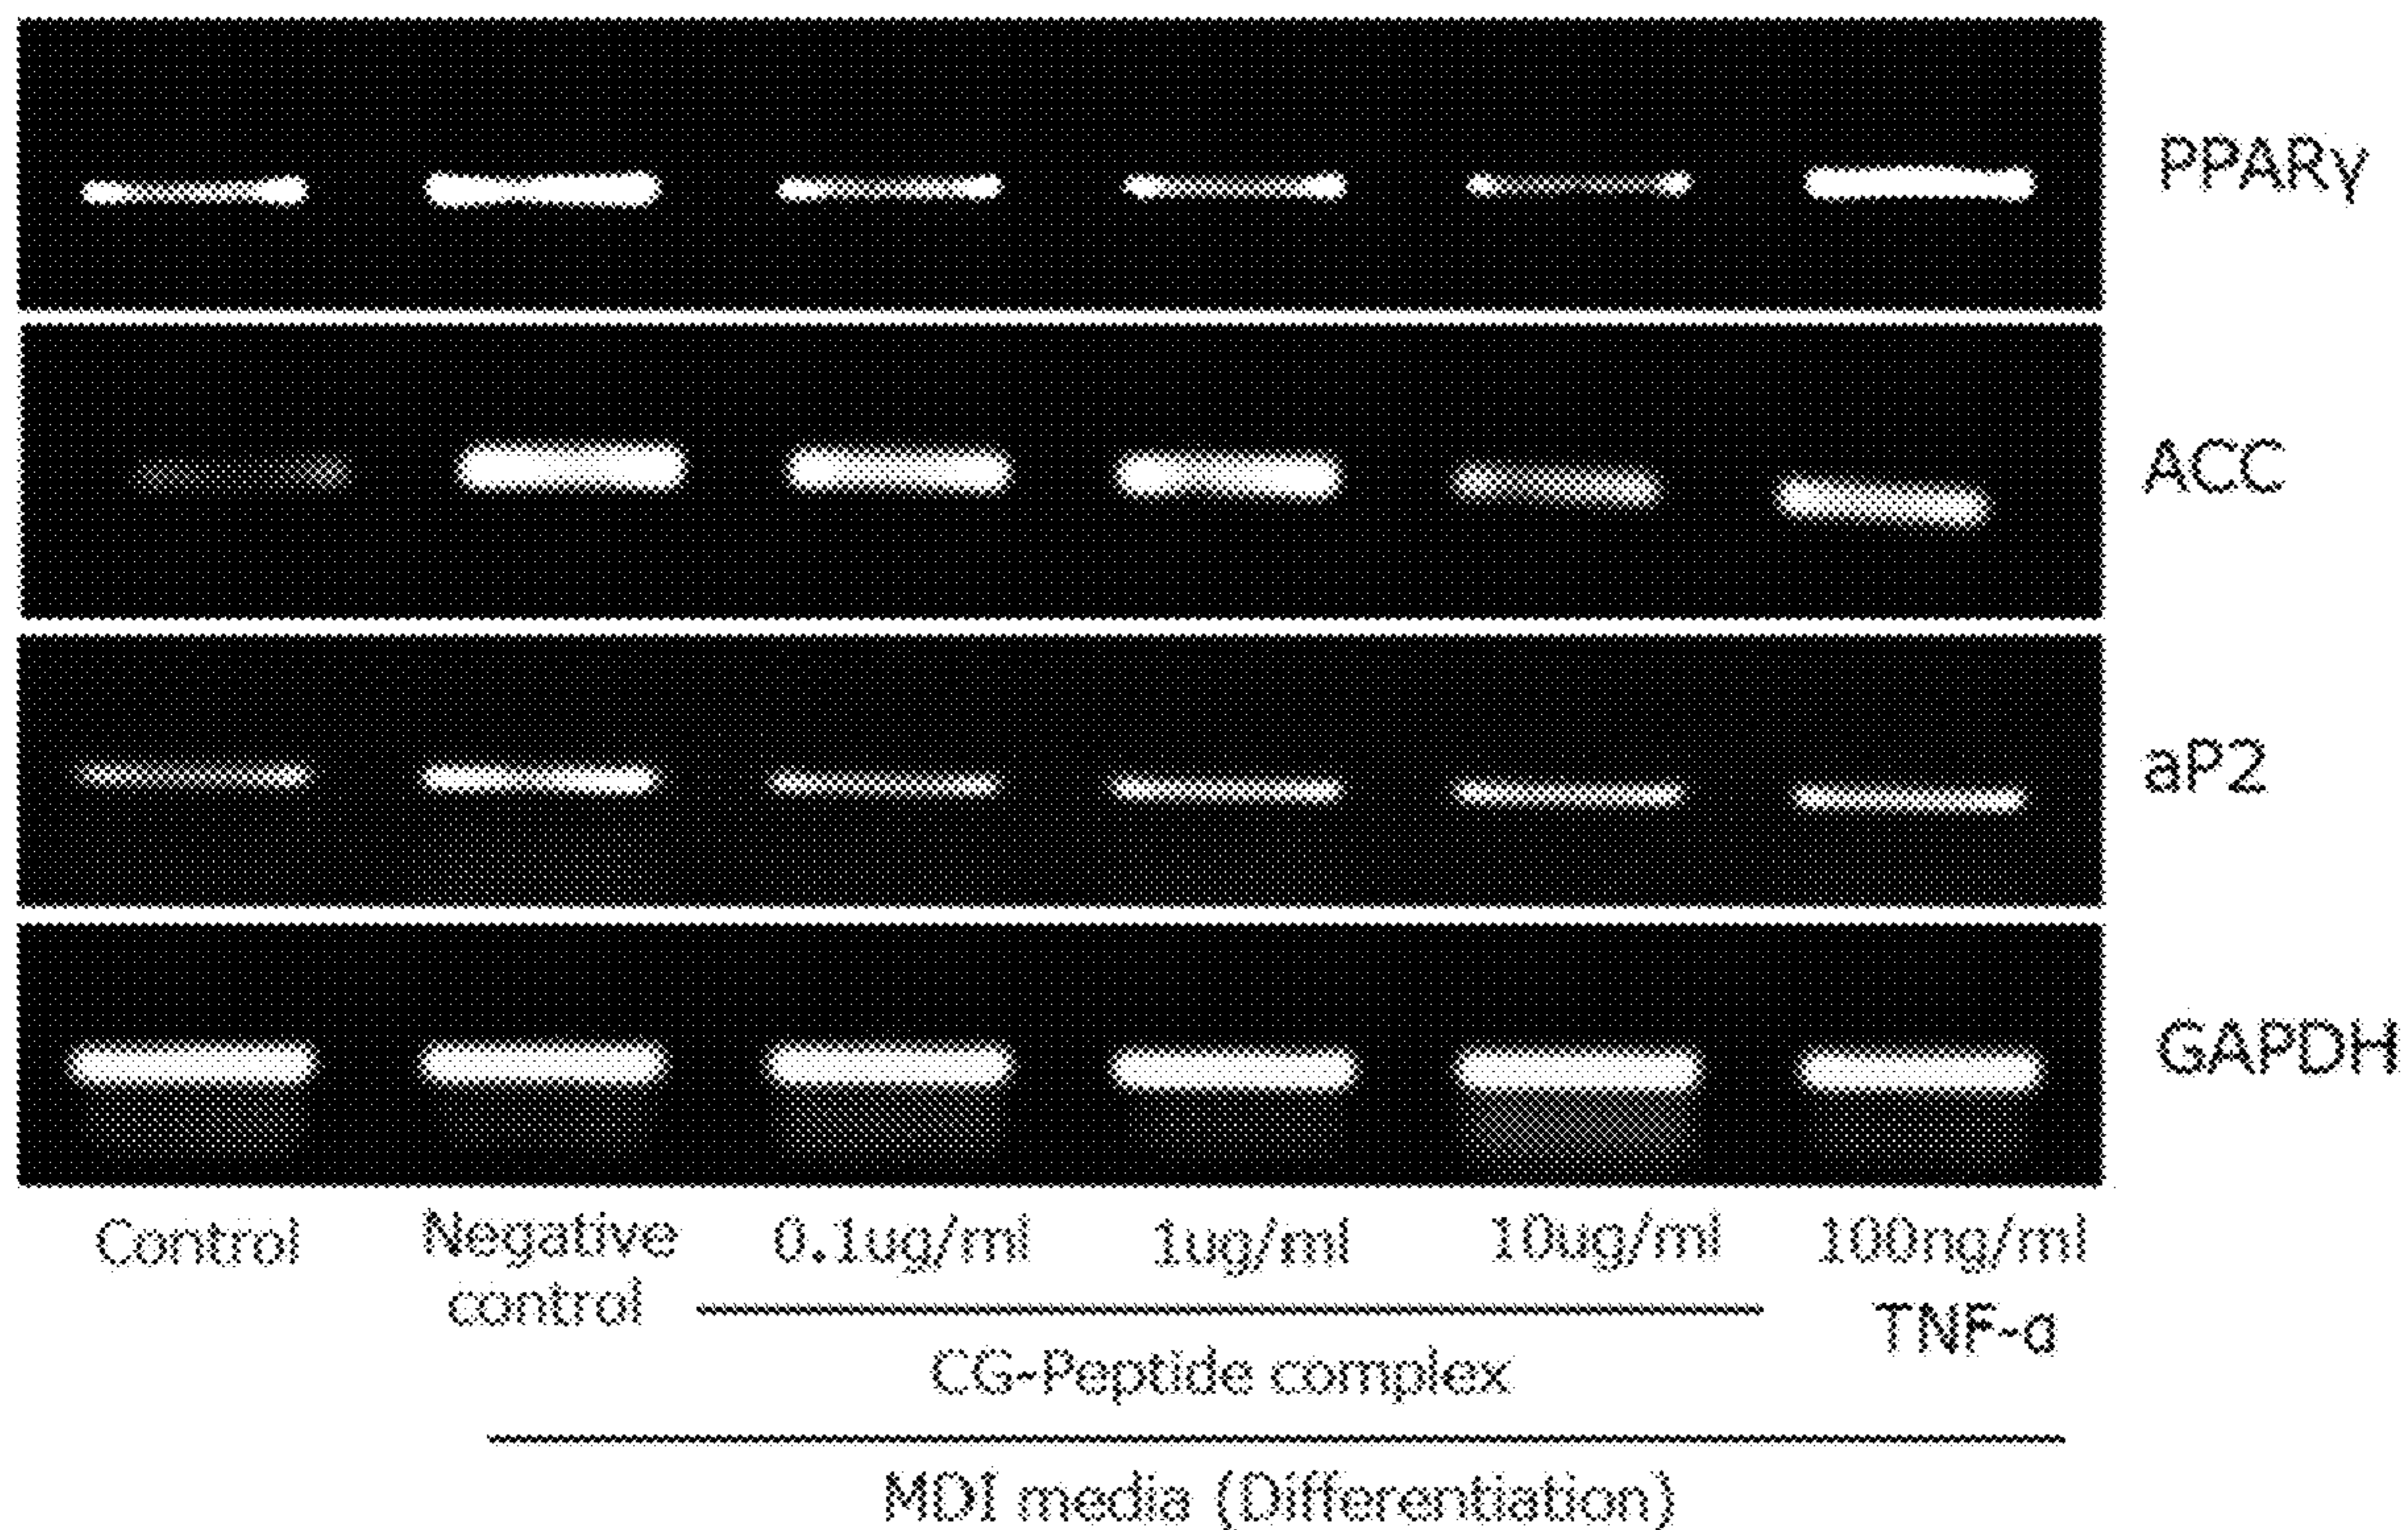 PPARγ
ACC
aP2
GAPDH
Control Negative control 0.1ug/ml 1ug/ml 10ug/ml 100ng/ml
CG-Peptide complex
TNF-α
MDI media (Differentiation)